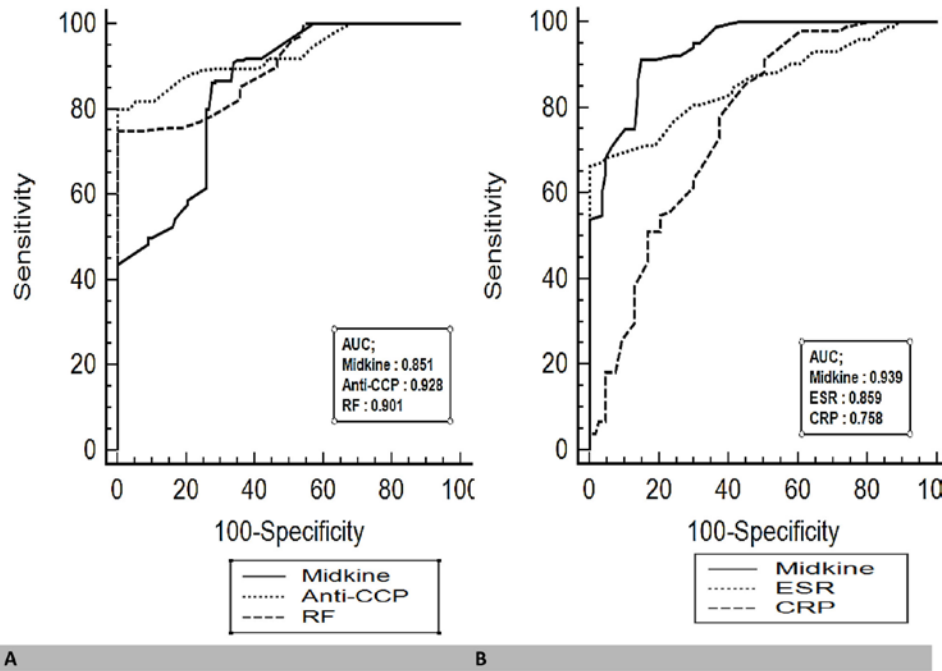 100
80
60
40
20
0
Sensitivity
AUC;
Midkine : 0.851
Anti-CCP : 0.928
RF : 0.901
0 20 40 60 80 100
100-Specificity
Midkine
Anti-CCP
RF
A
100
80
60
40
20
0
Sensitivity
AUC;
Midkine : 0.939
ESR : 0.859
CRP : 0.758
0 20 40 60 80 100
100-Specificity
Midkine
ESR
CRP
B